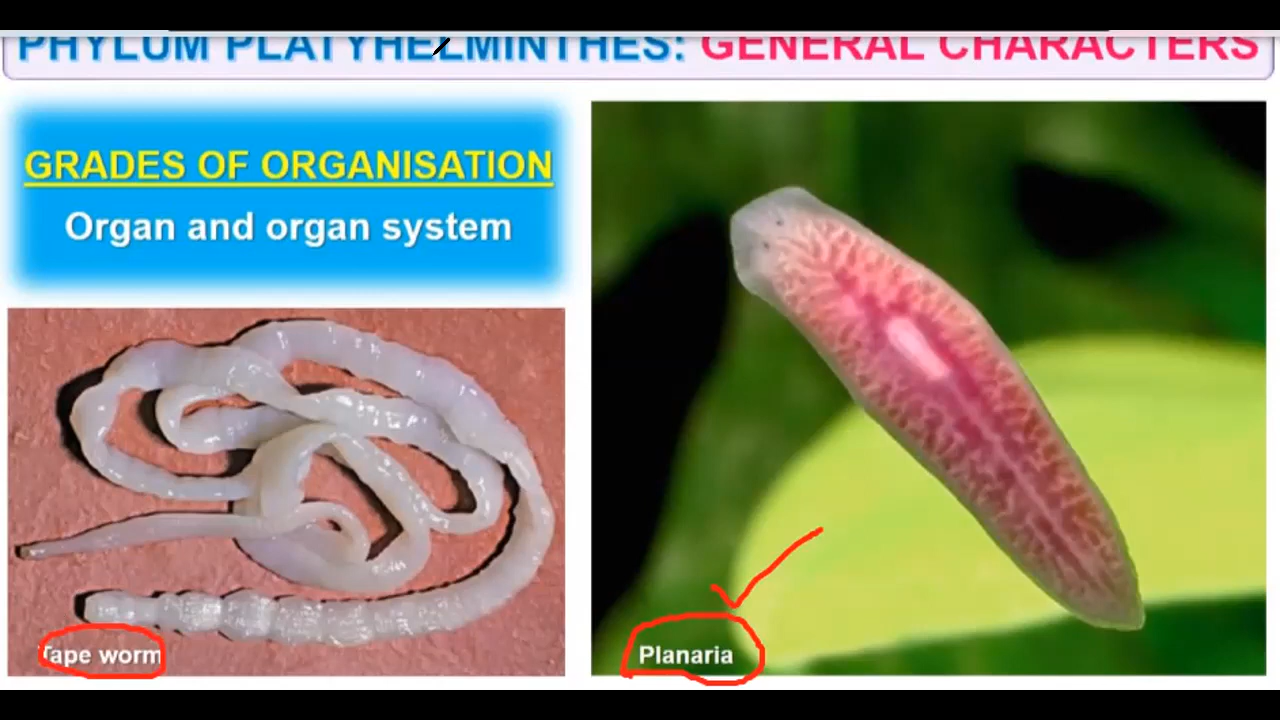 PHYLUM PLATYHELMINTHES: GENERAL CHARACTERS
GRADES OF ORGANISATION
Organ and organ system
Tape worm
Planaria